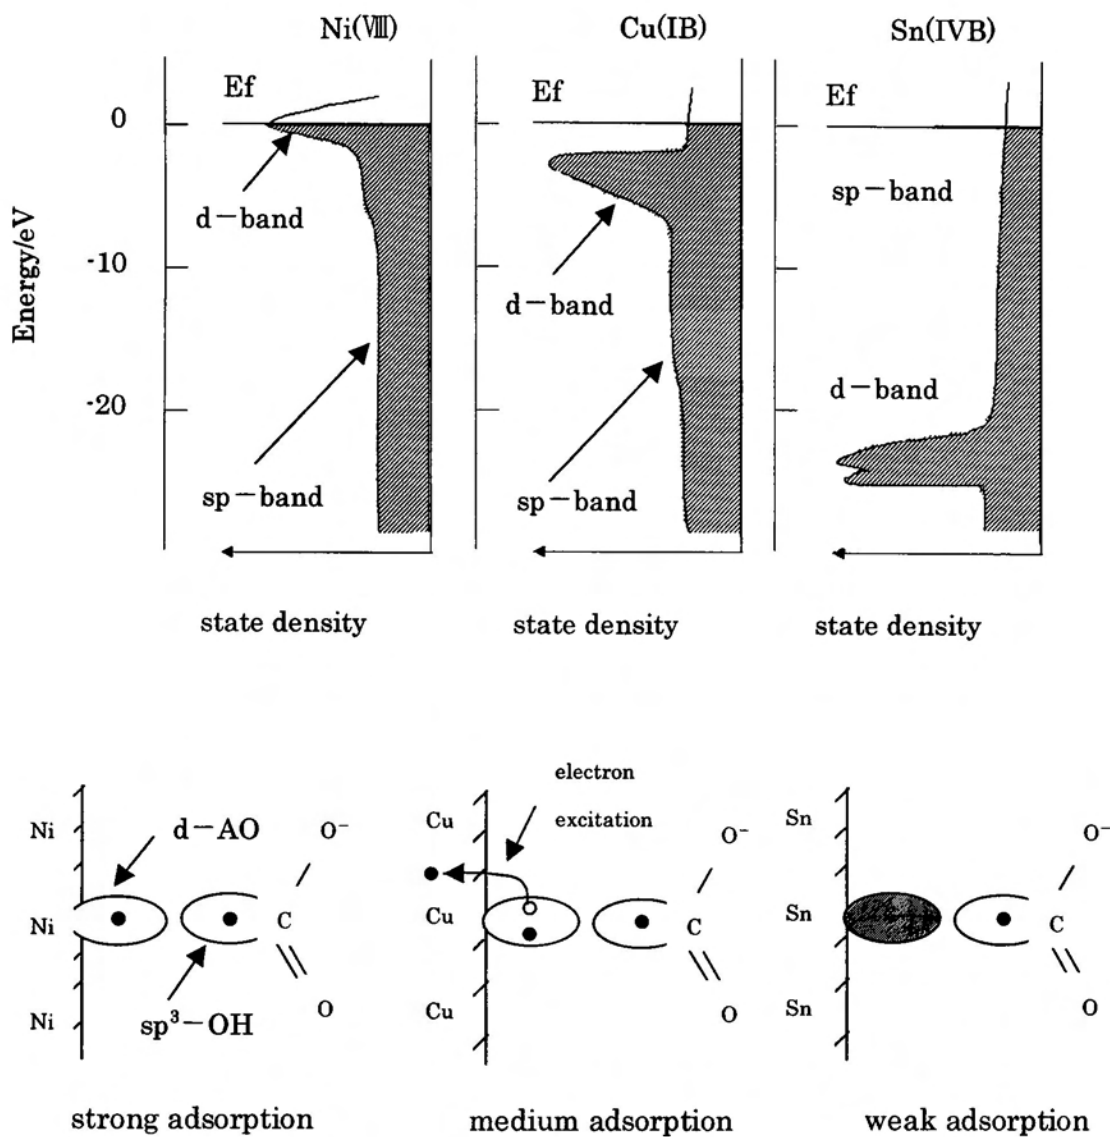 Ni(Ⅷ) Cu(IB) Sn(IVB)
Ef Ef Ef
0
d−band
sp−band
-10
d−band
Energy/eV
d−band
-20
sp−band
sp−band
state density state density state density
electron
excitation
Ni d−AO O⁻ Cu O⁻ Sn O⁻
Ni C Cu C Sn C
Ni sp³−OH O Cu O Sn O
strong adsorption medium adsorption weak adsorption